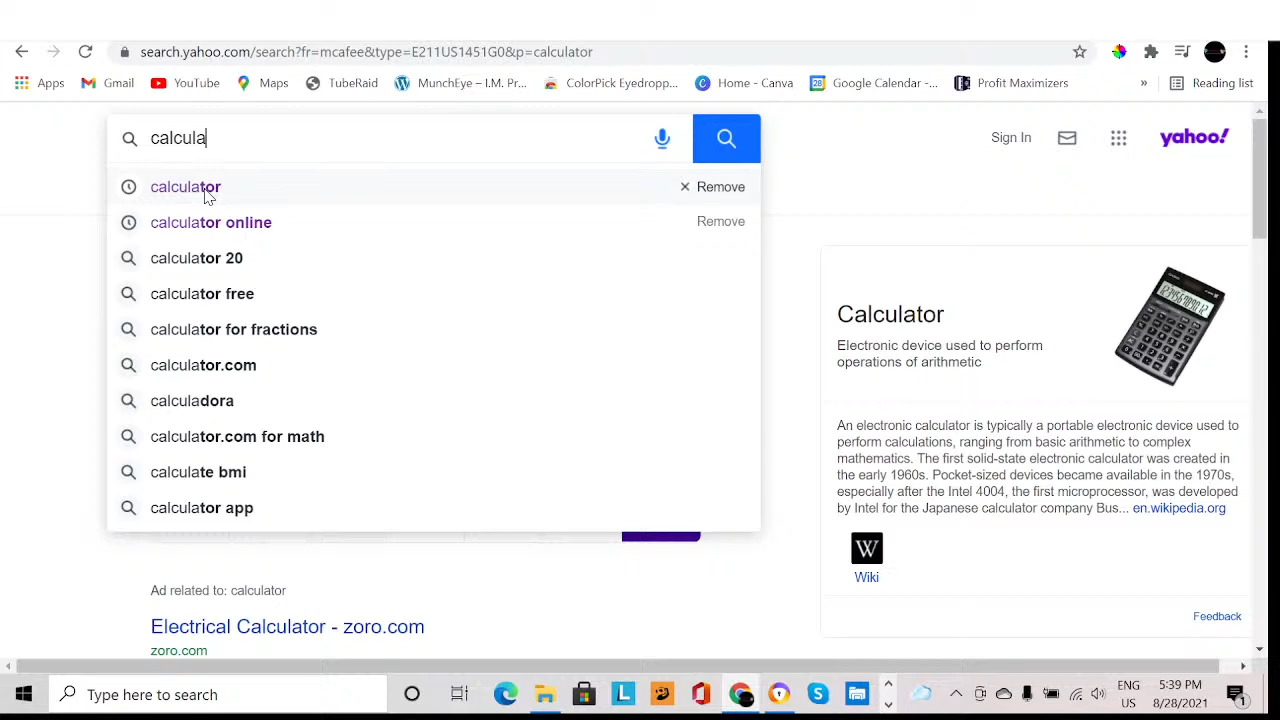 search.yahoo.com/search?fr=mcafee&type=E211US1451G0&p=calculator
Apps Gmail YouTube Maps TubeRaid MunchEye – I.M. Pr... ColorPick Eyedropp... Home - Canva Google Calendar -... Profit Maximizers » Reading list
calcula
Sign In yahoo!
calculator × Remove
calculator online Remove
calculator 20
calculator free
calculator for fractions
calculator.com
calculadora
calculator.com for math
calculate bmi
calculator app
Ad related to: calculator
Electrical Calculator - zoro.com
zoro.com
Calculator
Electronic device used to perform
operations of arithmetic
An electronic calculator is typically a portable electronic device used to
perform calculations, ranging from basic arithmetic to complex
mathematics. The first solid-state electronic calculator was created in
the early 1960s. Pocket-sized devices became available in the 1970s,
especially after the Intel 4004, the first microprocessor, was developed
by Intel for the Japanese calculator company Bus... en.wikipedia.org
W
Wiki
Feedback
Type here to search
ENG
US
5:39 PM
8/28/2021